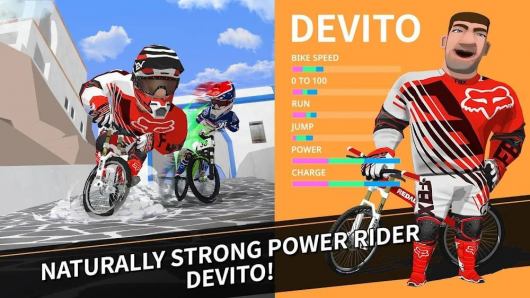 DEVITO
BIKE SPEED
0 TO 100
RUN
JUMP
POWER
CHARGE
NATURALLY STRONG POWER RIDER
DEVITO!